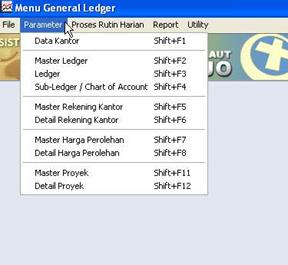 Menu General Ledger
File Parameter Proses Rutin Harian Report Utility
Data Kantor Shift+F1
Master Ledger Shift+F2
Ledger Shift+F3
Sub-Ledger / Chart of Account Shift+F4
Master Rekening Kantor Shift+F5
Detail Rekening Kantor Shift+F6
Master Harga Perolehan Shift+F7
Detail Harga Perolehan Shift+F8
Master Proyek Shift+F11
Detail Proyek Shift+F12
SIST
AUT
JO